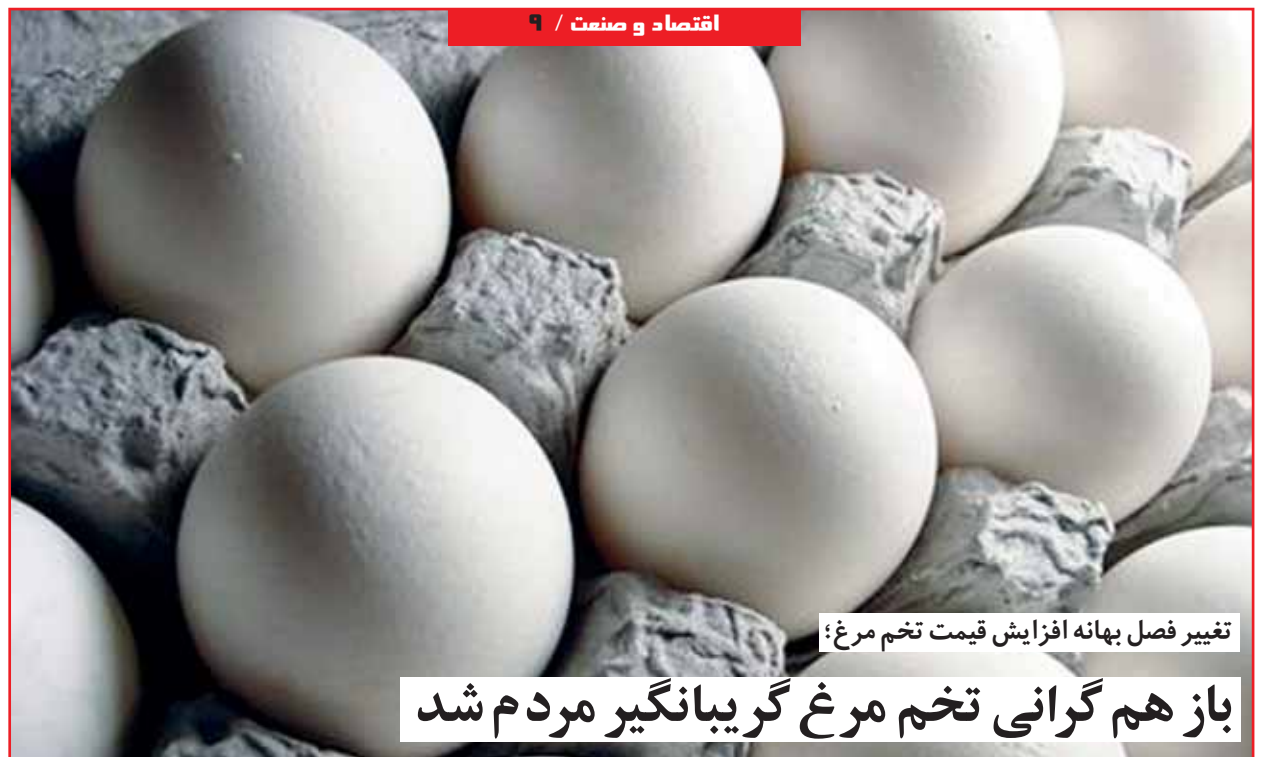 اقتصاد و صنعت / ۹
تغییر فصل بهانه افزایش قیمت تخم مرغ؛
باز هم گرانی تخم مرغ گریبانگیر مردم شد